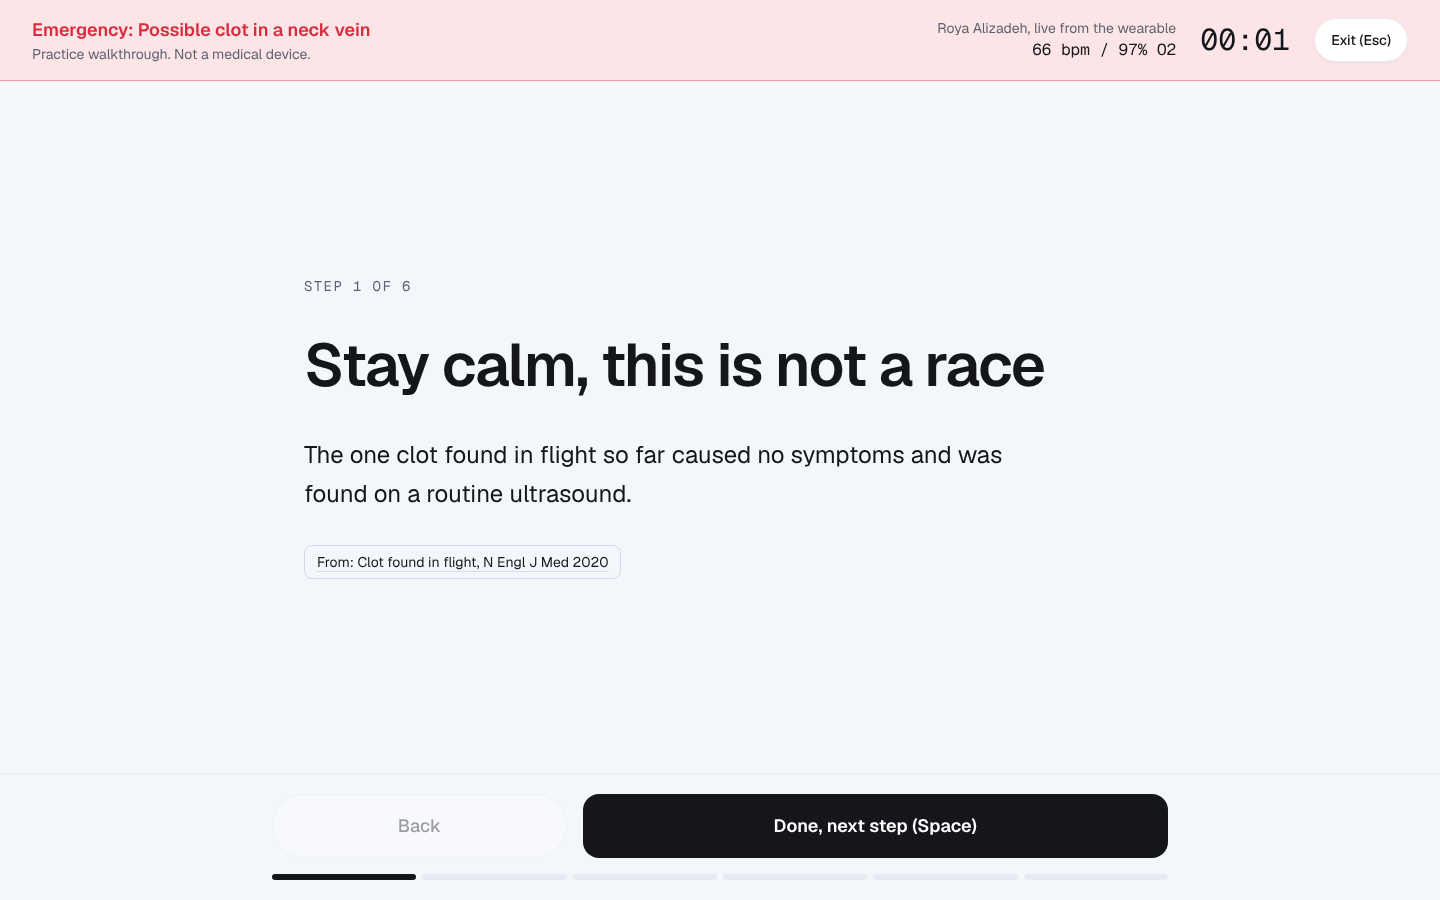 Emergency: Possible clot in a neck vein
Practice walkthrough. Not a medical device.
Roya Alizadeh, live from the wearable
66 bpm / 97% O2
00:01
Exit (Esc)
STEP 1 OF 6
Stay calm, this is not a race
The one clot found in flight so far caused no symptoms and was
found on a routine ultrasound.
From: Clot found in flight, N Engl J Med 2020
Back
Done, next step (Space)